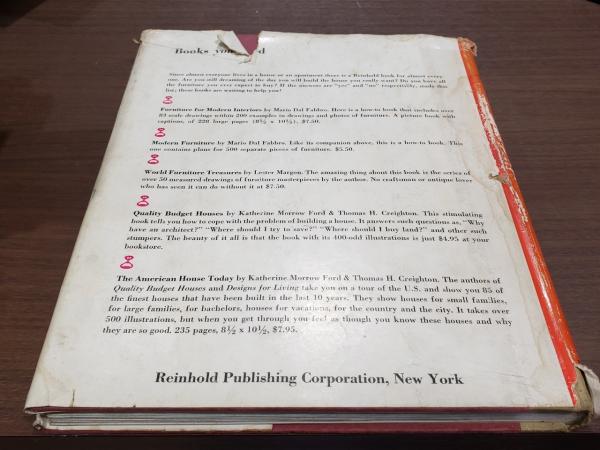 Books you
Since almost everyone lives in a house or an apartment there is a Reinhold book for almost every
one. Are you still dreaming of the day you will build the house you really want? Do you have all
the furniture you ever expect to buy? If the answers are "yes" and "no" respectively, study this
list; these books are waiting to help you!
Furniture for Modern Interiors by Mario Dal Fabbro. Here is a how-to book that includes over
83 scale drawings within 200 examples in drawings and photos of furniture. A picture book with
captions, of 228 large pages (8½ x 10½), $7.50.
Modern Furniture by Mario Dal Fabbro. Like its companion above, this is a how-to book. This
one contains plans for 500 separate pieces of furniture. $5.50.
World Furniture Treasures by Lester Margon. The amazing thing about this book is the series of
over 50 measured drawings of furniture masterpieces by the author. No craftsman or antique lover
who has seen it can do without it at $7.50.
Quality Budget Houses by Katherine Morrow Ford & Thomas H. Creighton. This stimulating
book tells you how to cope with the problem of building a house. It answers such questions as, "Why
have an architect?" "Where should I try to save?" "Where should I buy land?" and other such
stumpers. The beauty of it all is that the book with its 400-odd illustrations is just $4.95 at your
bookstore.
The American House Today by Katherine Morrow Ford & Thomas H. Creighton. The authors of
Quality Budget Houses and Designs for Living take you on a tour of the U.S. and show you 85 of
the finest houses that have been built in the last 10 years. They show houses for small families,
for large families, for bachelors, houses for vacations, for the country and the city. It takes over
500 illustrations, but when you get through you feel as though you know these houses and why
they are so good. 235 pages, 8½ x 10½, $7.95.
Reinhold Publishing Corporation, New York